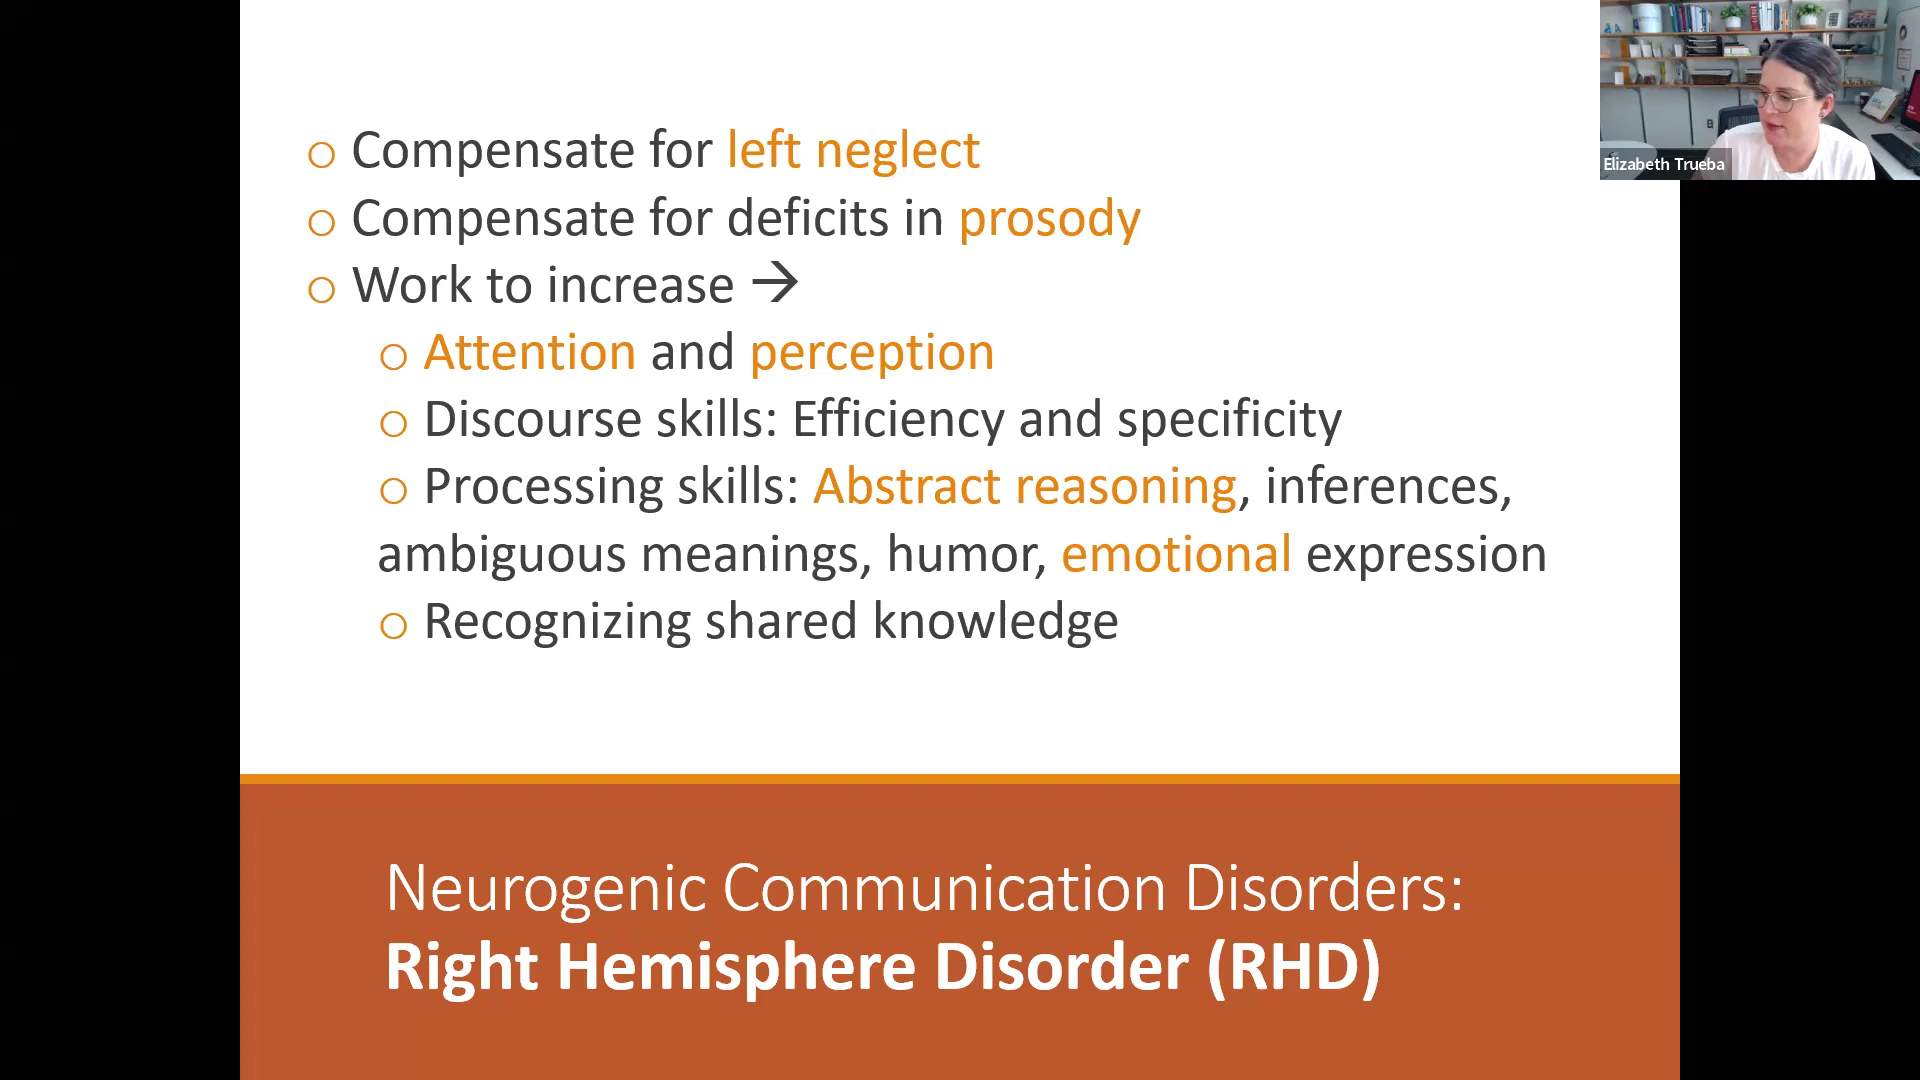 Compensate for left neglect
Compensate for deficits in prosody
Work to increase →
Attention and perception
Discourse skills: Efficiency and specificity
Processing skills: Abstract reasoning, inferences,
ambiguous meanings, humor, emotional expression
Recognizing shared knowledge
Neurogenic Communication Disorders:
Right Hemisphere Disorder (RHD)
Elizabeth Trueba